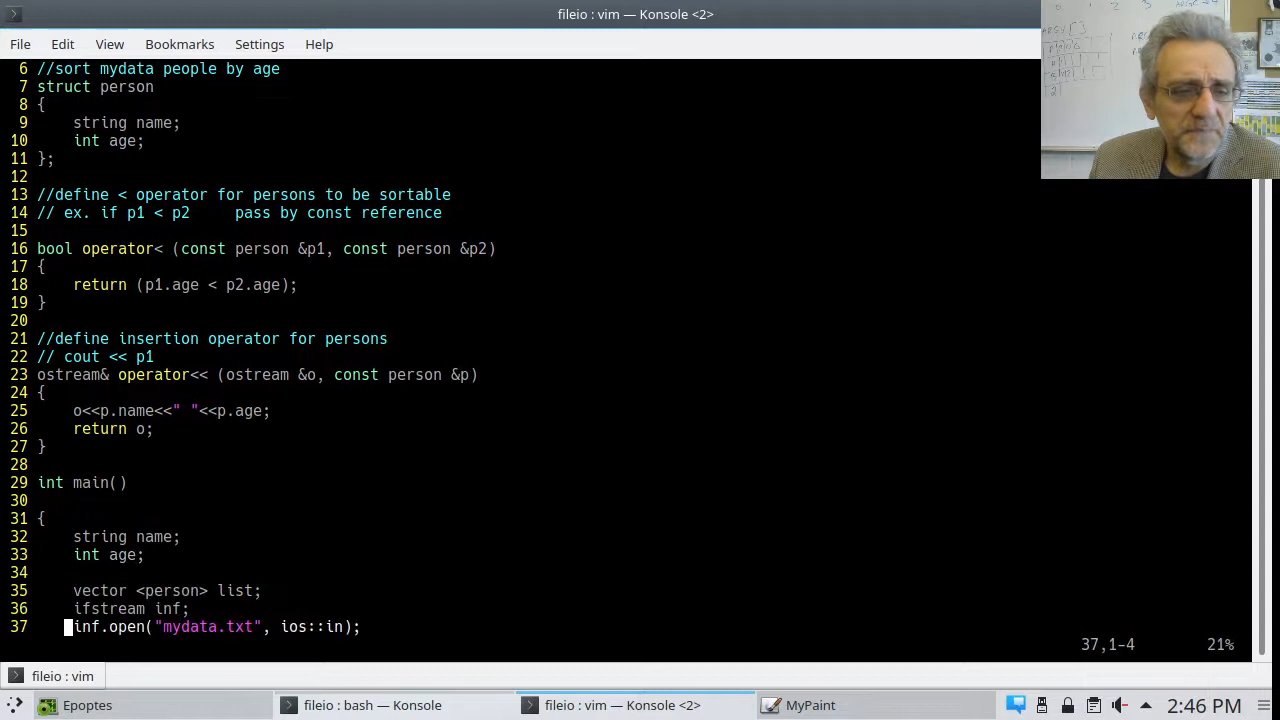 fileio : vim — Konsole <2>
File Edit View Bookmarks Settings Help
6 //sort mydata people by age
7 struct person
8 {
9 string name;
10 int age;
11 };
12
13 //define < operator for persons to be sortable
14 // ex. if p1 < p2 pass by const reference
15
16 bool operator< (const person &p1, const person &p2)
17 {
18 return (p1.age < p2.age);
19 }
20
21 //define insertion operator for persons
22 // cout << p1
23 ostream& operator<< (ostream &o, const person &p)
24 {
25 o<<p.name<<" "<<p.age;
26 return o;
27 }
28
29 int main()
30
31 {
32 string name;
33 int age;
34
35 vector <person> list;
36 ifstream inf;
37 inf.open("mydata.txt", ios::in);
37,1-4 21%
fileio : vim
Epoptes fileio : bash — Konsole fileio : vim — Konsole <2> MyPaint 2:46 PM